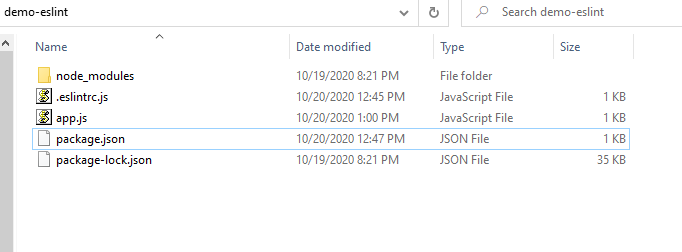 demo-eslint Search demo-eslint
Name Date modified Type Size
node_modules 10/19/2020 8:21 PM File folder
.eslintrc.js 10/20/2020 12:45 PM JavaScript File 1 KB
app.js 10/20/2020 1:00 PM JavaScript File 1 KB
package.json 10/20/2020 12:47 PM JSON File 1 KB
package-lock.json 10/19/2020 8:21 PM JSON File 35 KB